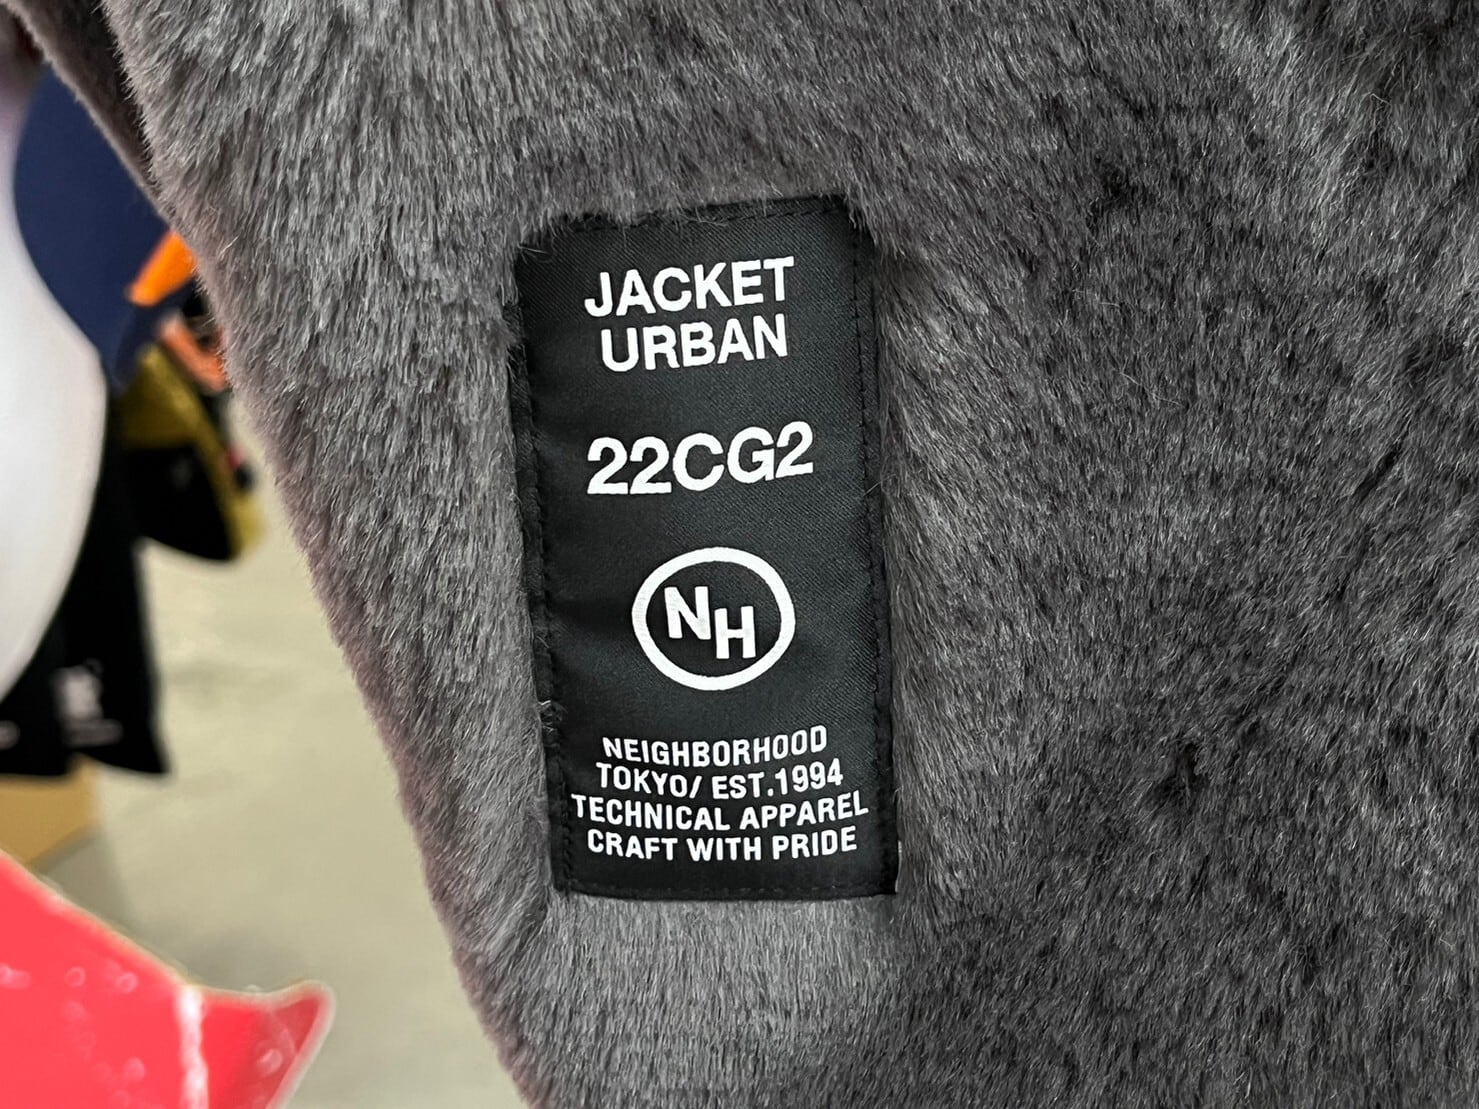 JACKET
URBAN
22CG2
NH
NEIGHBORHOOD
TOKYO/ EST.1994
TECHNICAL APPAREL
CRAFT WITH PRIDE